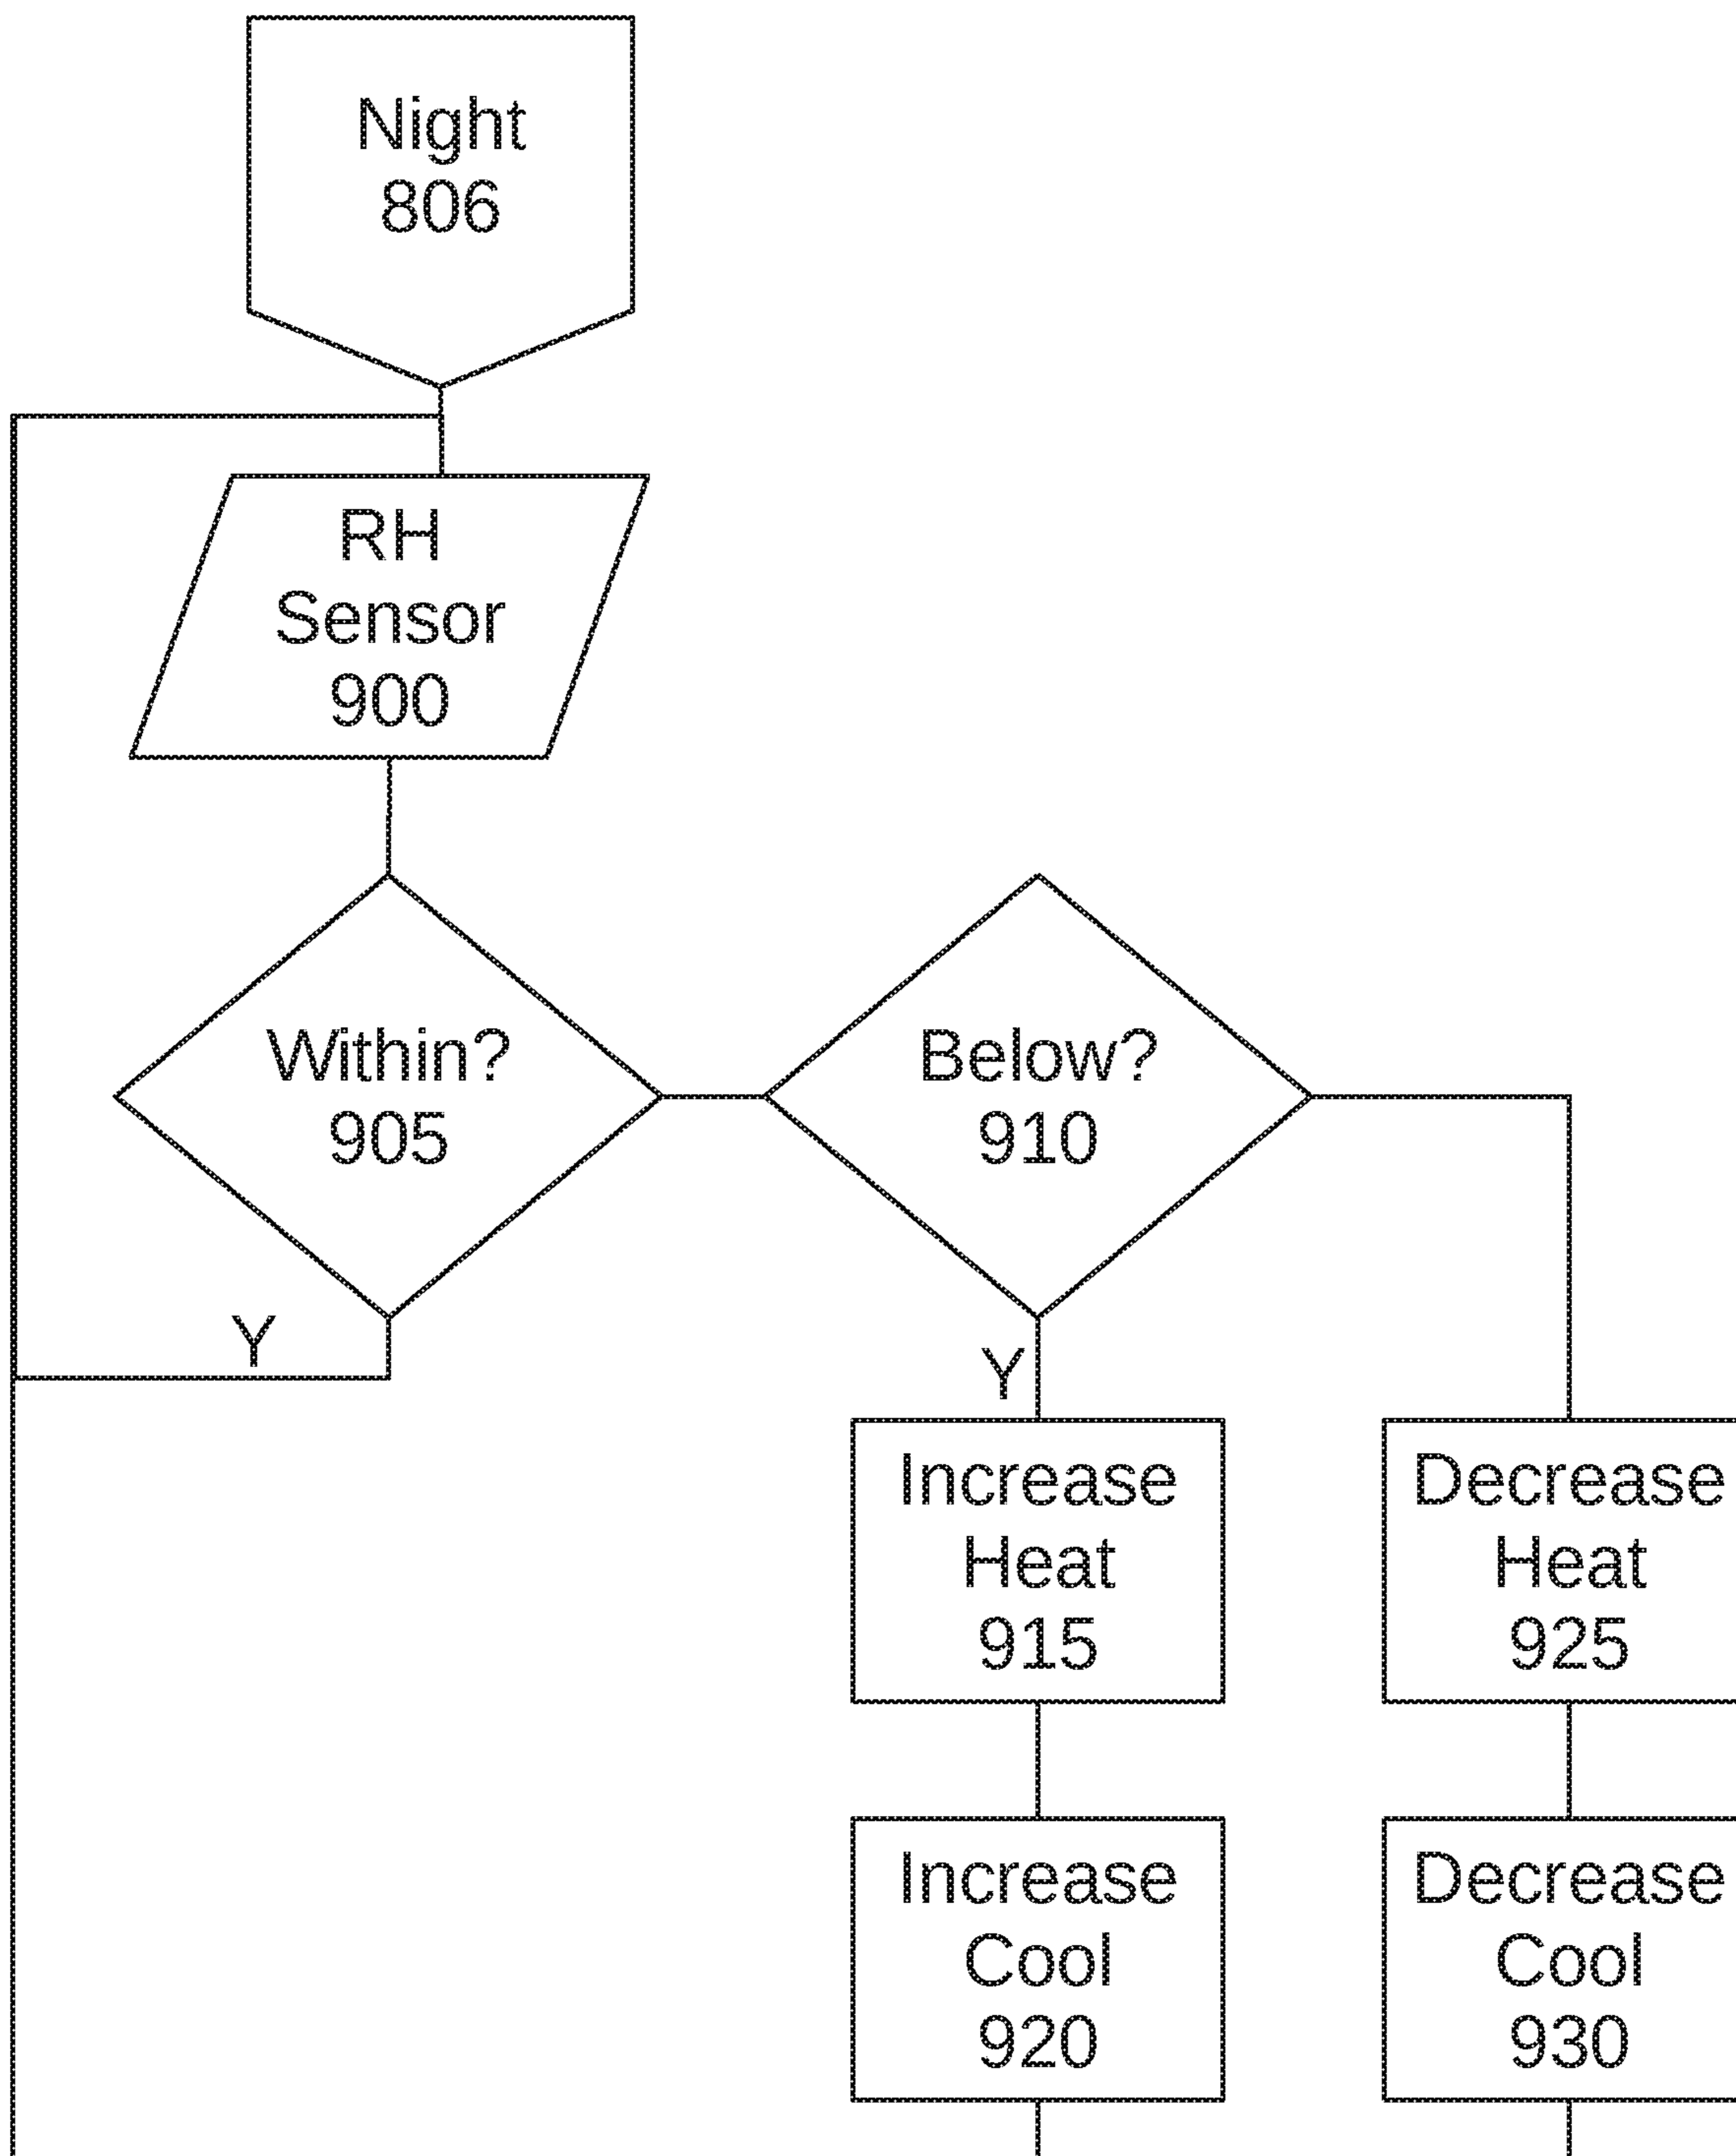 Night
806
RH
Sensor
900
Within?
905
Below?
910
Y
Y
Increase
Heat
915
Decrease
Heat
925
Increase
Cool
920
Decrease
Cool
930